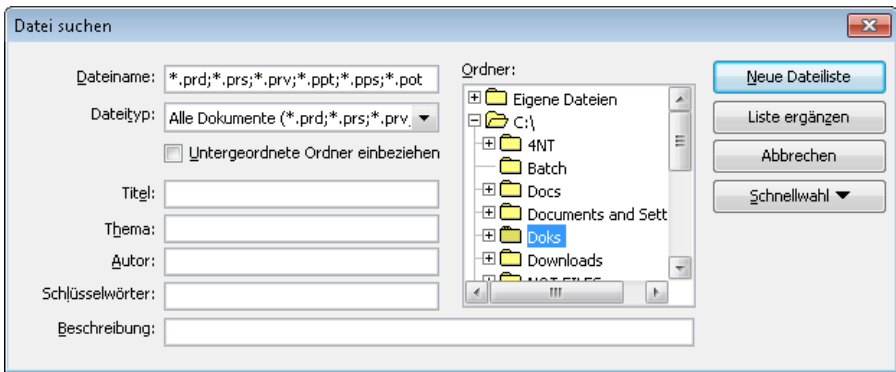 Datei suchen
Dateiname:
*.prd;*.prs;*.prv;*.ppt;*.pps;*.pot
Dateityp:
Alle Dokumente (*.prd;*.prs;*.prv,
Untergeordnete Ordner einbeziehen
Titel:
Thema:
Autor:
Schlüsselwörter:
Beschreibung:
Ordner:
Eigene Dateien
C:\
4NT
Batch
Docs
Documents and Sett
Doks
Downloads
Neue Dateiliste
Liste ergänzen
Abbrechen
Schnellwahl